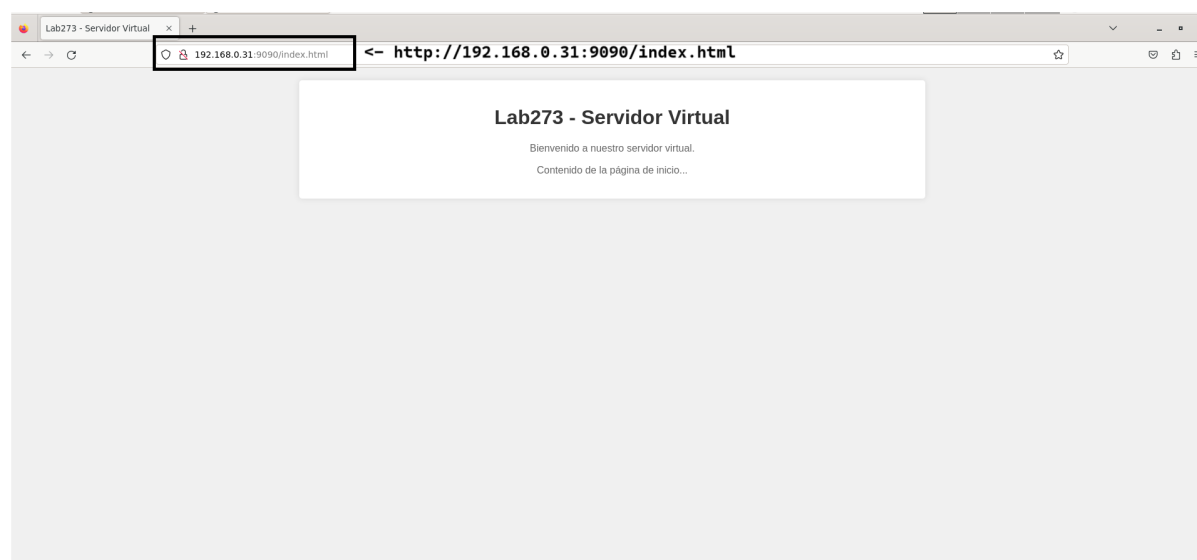 Lab273 - Servidor Virtual
192.168.0.31:9090/index.html <- http://192.168.0.31:9090/index.html
Lab273 - Servidor Virtual
Bienvenido a nuestro servidor virtual.
Contenido de la página de inicio...